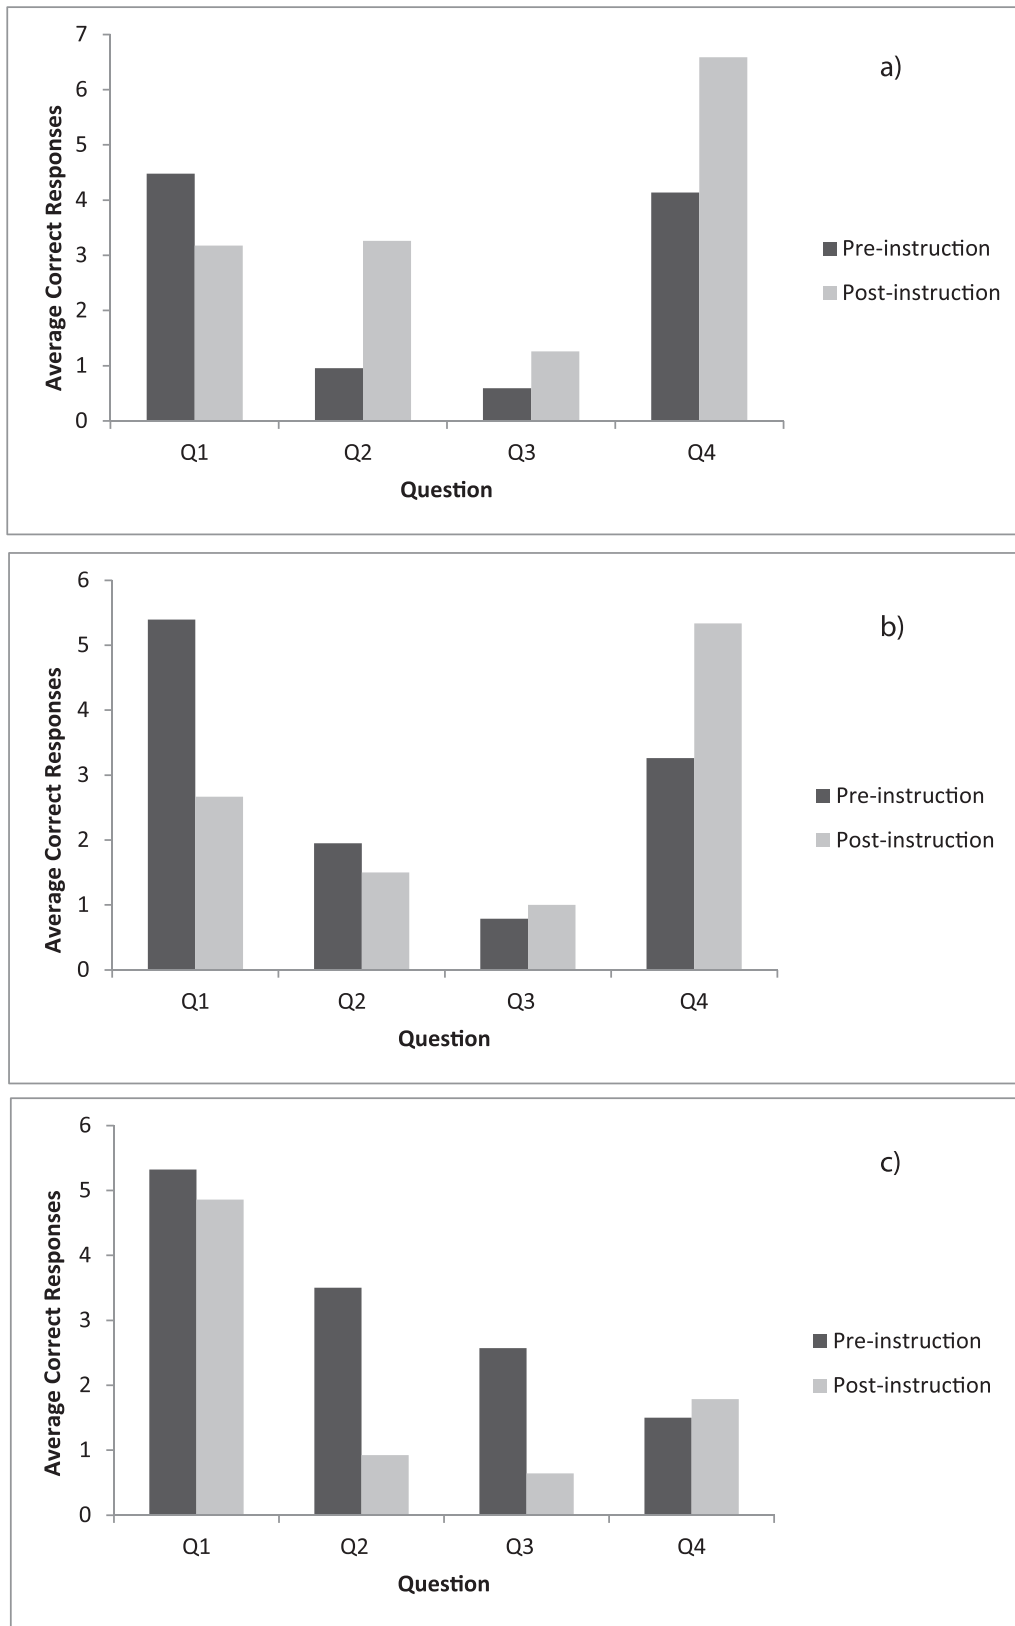 a)
Average Correct Responses
7
6
5
4
3
2
1
0
Q1 Q2 Q3 Q4
Question
Pre-instruction
Post-instruction
b)
Average Correct Responses
6
5
4
3
2
1
0
Q1 Q2 Q3 Q4
Question
Pre-instruction
Post-instruction
c)
Average Correct Responses
6
5
4
3
2
1
0
Q1 Q2 Q3 Q4
Question
Pre-instruction
Post-instruction